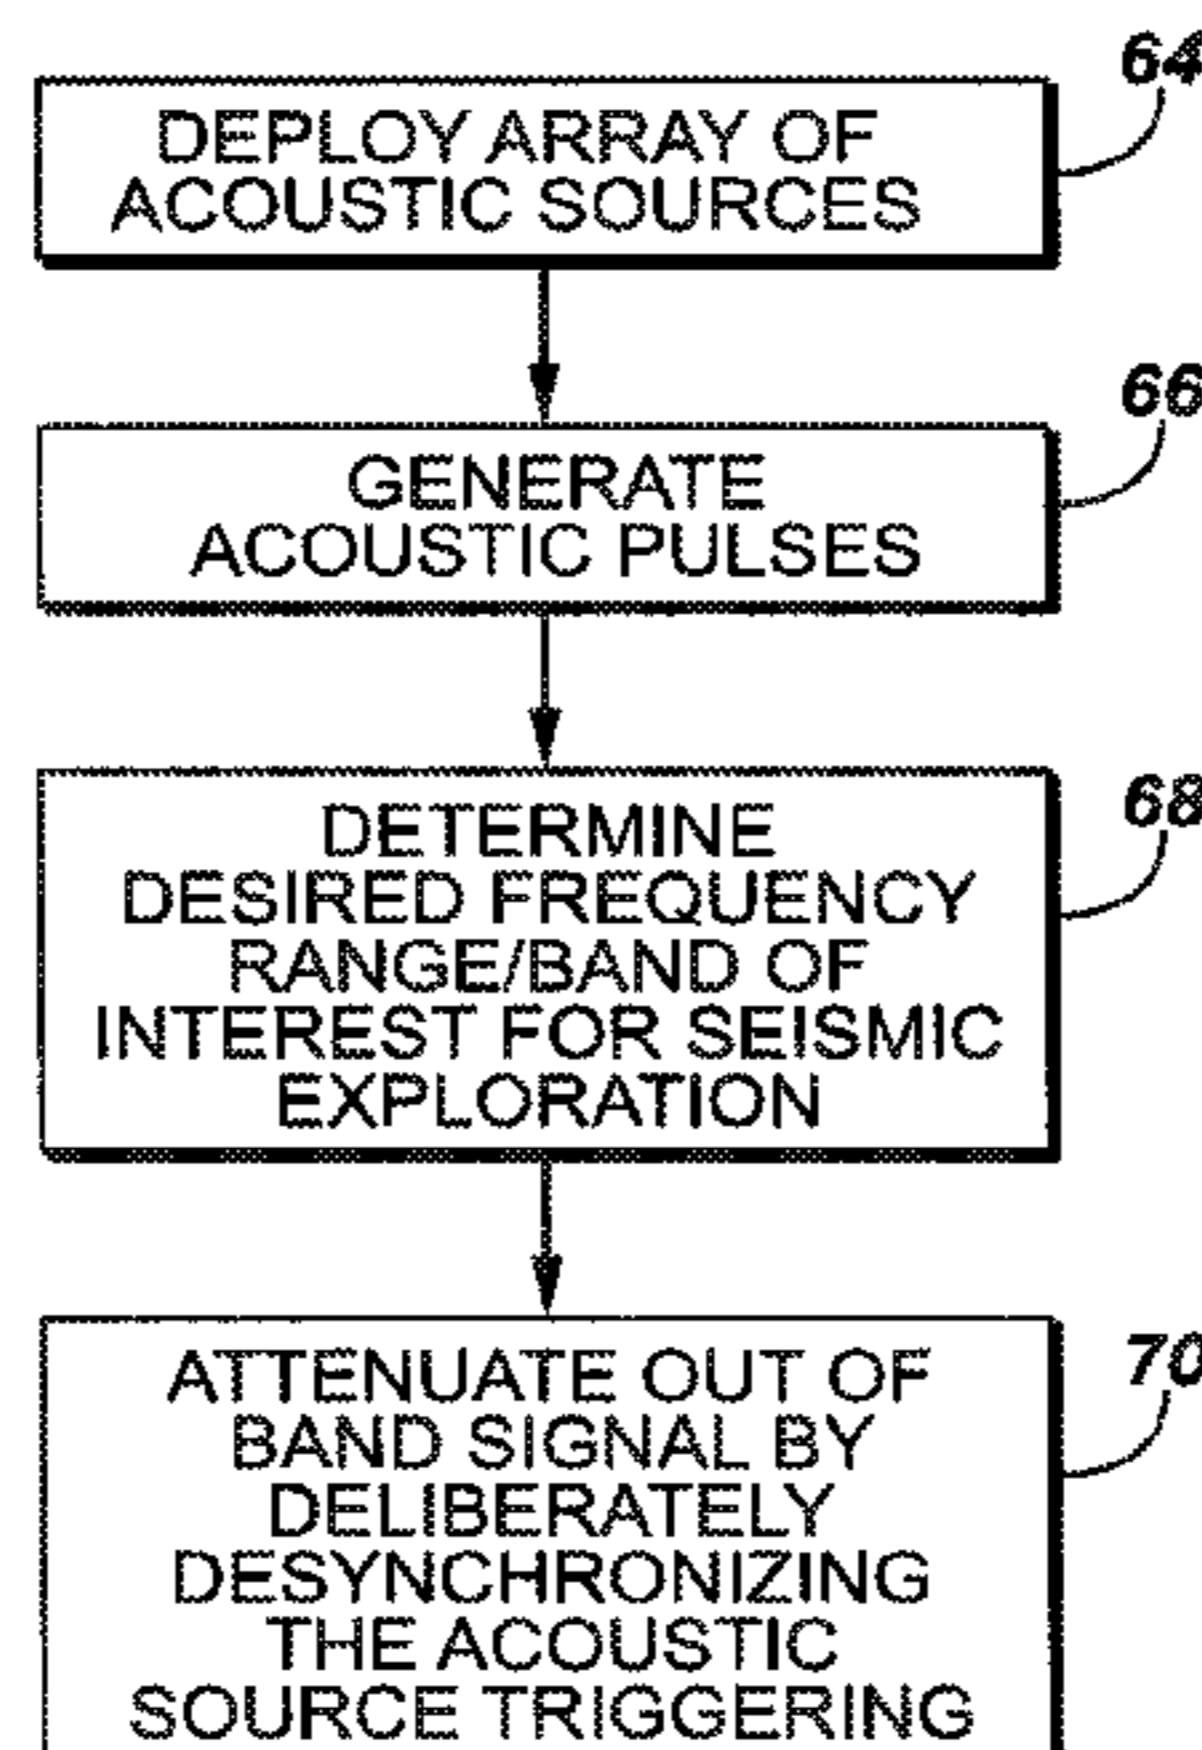 64
DEPLOY ARRAY OF
ACOUSTIC SOURCES
66
GENERATE
ACOUSTIC PULSES
68
DETERMINE
DESIRED FREQUENCY
RANGE/BAND OF
INTEREST FOR SEISMIC
EXPLORATION
70
ATTENUATE OUT OF
BAND SIGNAL BY
DELIBERATELY
DESYNCHRONIZING
THE ACOUSTIC
SOURCE TRIGGERING